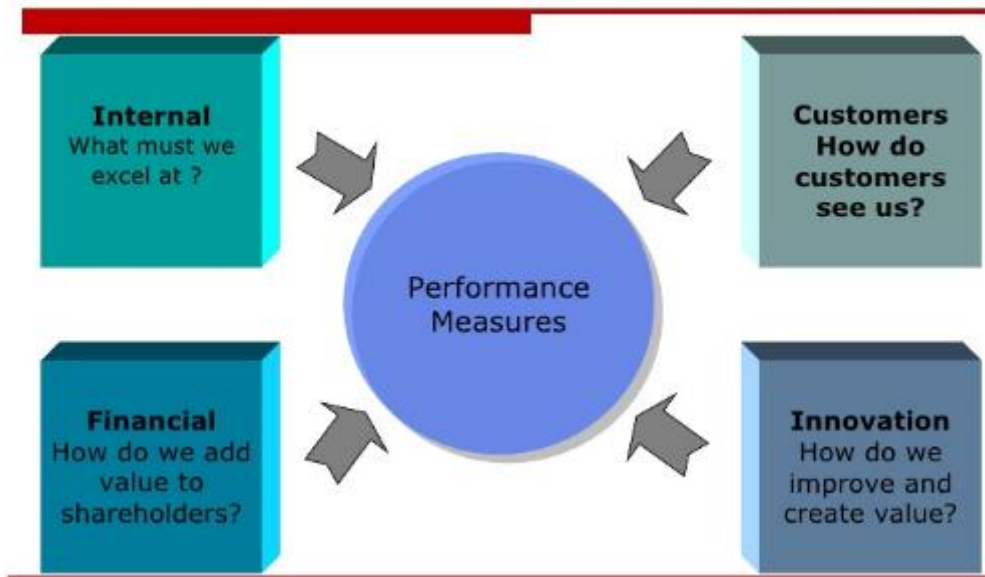 Internal
What must we
excel at ?
Customers
How do
customers
see us?
Performance
Measures
Financial
How do we add
value to
shareholders?
Innovation
How do we
improve and
create value?